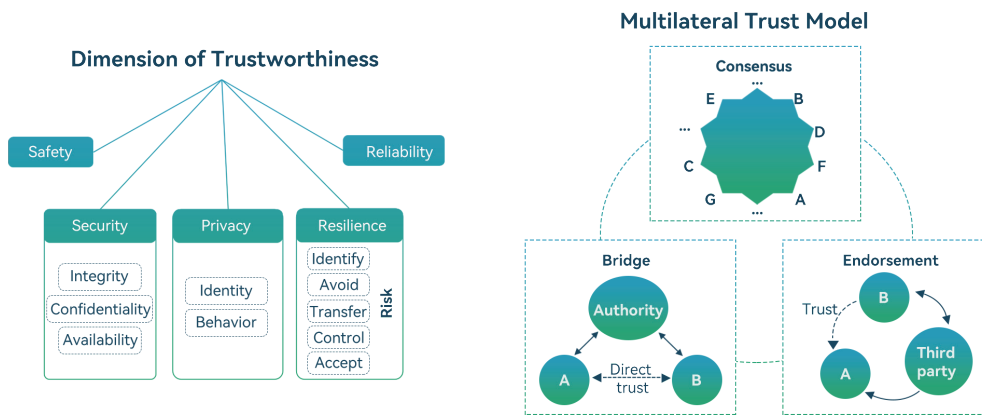 Dimension of Trustworthiness
Safety
Reliability
Security
Integrity
Confidentiality
Availability
Privacy
Identity
Behavior
Resilience
Identify
Avoid
Transfer
Control
Accept
Risk
Multilateral Trust Model
Consensus
...
E
B
...
D
C
F
G
A
...
Bridge
Authority
A
Direct
trust
B
Endorsement
B
Trust
Third
party
A